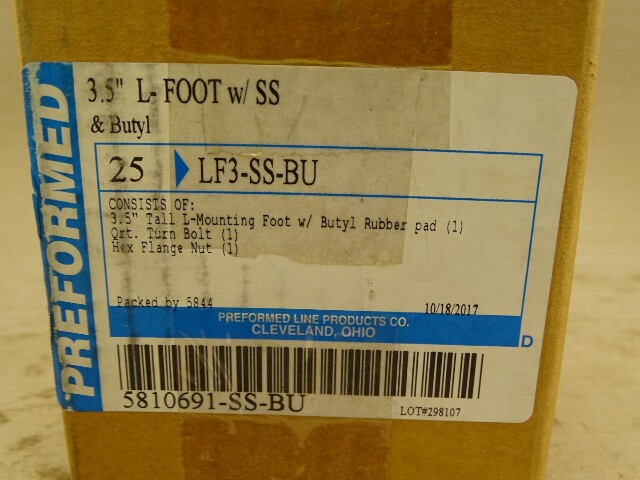 PREFORMED
3.5" L-FOOT w/ SS
& Butyl
25 LF3-SS-BU
CONSISTS OF:
3.5" Tall L-Mounting Foot w/ Butyl Rubber pad (1)
Qrt. Turn Bolt (1)
Hex Flange Nut (1)
Packed by 5844 10/18/2017
PREFORMED LINE PRODUCTS CO.
CLEVELAND, OHIO
D
5810691-SS-BU
LOT#298107